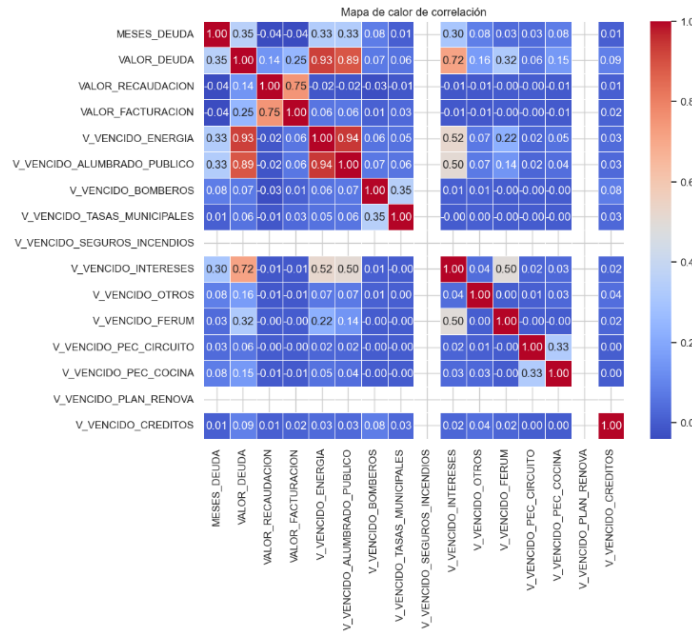 Mapa de calor de correlación
MESES_DEUDA 1.00 0.35 -0.04 -0.04 0.33 0.33 0.08 0.01 0.30 0.08 0.03 0.03 0.08 0.01
VALOR_DEUDA 0.35 1.00 0.14 0.25 0.93 0.89 0.07 0.06 0.72 0.16 0.32 0.06 0.15 0.09
VALOR_RECAUDACION -0.04 0.14 1.00 0.75 -0.02 -0.02 -0.03 -0.01 -0.01 -0.01 -0.00 -0.00 -0.01 0.01
VALOR_FACTURACION -0.04 0.25 0.75 1.00 0.06 0.06 0.01 0.03 -0.01 -0.01 -0.00 -0.00 -0.01 0.02
V_VENCIDO_ENERGIA 0.33 0.93 -0.02 0.06 1.00 0.94 0.06 0.05 0.52 0.07 0.22 0.02 0.05 0.03
V_VENCIDO_ALUMBRADO_PUBLICO 0.33 0.89 -0.02 0.06 0.94 1.00 0.07 0.06 0.50 0.07 0.14 0.02 0.04 0.03
V_VENCIDO_BOMBEROS 0.08 0.07 -0.03 0.01 0.06 0.07 1.00 0.35 0.01 0.01 -0.00 -0.00 -0.00 0.08
V_VENCIDO_TASAS_MUNICIPALES 0.01 0.06 -0.01 0.03 0.05 0.06 0.35 1.00 -0.00 0.00 -0.00 -0.00 -0.00 0.03
V_VENCIDO_SEGUROS_INCENDIOS
V_VENCIDO_INTERESES 0.30 0.72 -0.01 -0.01 0.52 0.50 0.01 -0.00 1.00 0.04 0.50 0.02 0.03 0.02
V_VENCIDO_OTROS 0.08 0.16 -0.01 -0.01 0.07 0.07 0.01 0.00 0.04 1.00 0.00 0.01 0.03 0.04
V_VENCIDO_FERUM 0.03 0.32 -0.00 -0.00 0.22 0.14 -0.00 -0.00 0.50 0.00 1.00 -0.00 -0.00 0.02
V_VENCIDO_PEC_CIRCUITO 0.03 0.06 -0.00 -0.00 0.02 0.02 -0.00 -0.00 0.02 0.01 -0.00 1.00 0.33 0.00
V_VENCIDO_PEC_COCINA 0.08 0.15 -0.01 -0.01 0.05 0.04 -0.00 -0.00 0.03 0.03 -0.00 0.33 1.00 0.00
V_VENCIDO_PLAN_RENOVA
V_VENCIDO_CREDITOS 0.01 0.09 0.01 0.02 0.03 0.03 0.08 0.03 0.02 0.04 0.02 0.00 0.00 1.00
MESES_DEUDA
VALOR_DEUDA
VALOR_RECAUDACION
VALOR_FACTURACION
V_VENCIDO_ENERGIA
V_VENCIDO_ALUMBRADO_PUBLICO
V_VENCIDO_BOMBEROS
V_VENCIDO_TASAS_MUNICIPALES
V_VENCIDO_SEGUROS_INCENDIOS
V_VENCIDO_INTERESES
V_VENCIDO_OTROS
V_VENCIDO_FERUM
V_VENCIDO_PEC_CIRCUITO
V_VENCIDO_PEC_COCINA
V_VENCIDO_PLAN_RENOVA
V_VENCIDO_CREDITOS
1.0
0.8
0.6
0.4
0.2
0.0